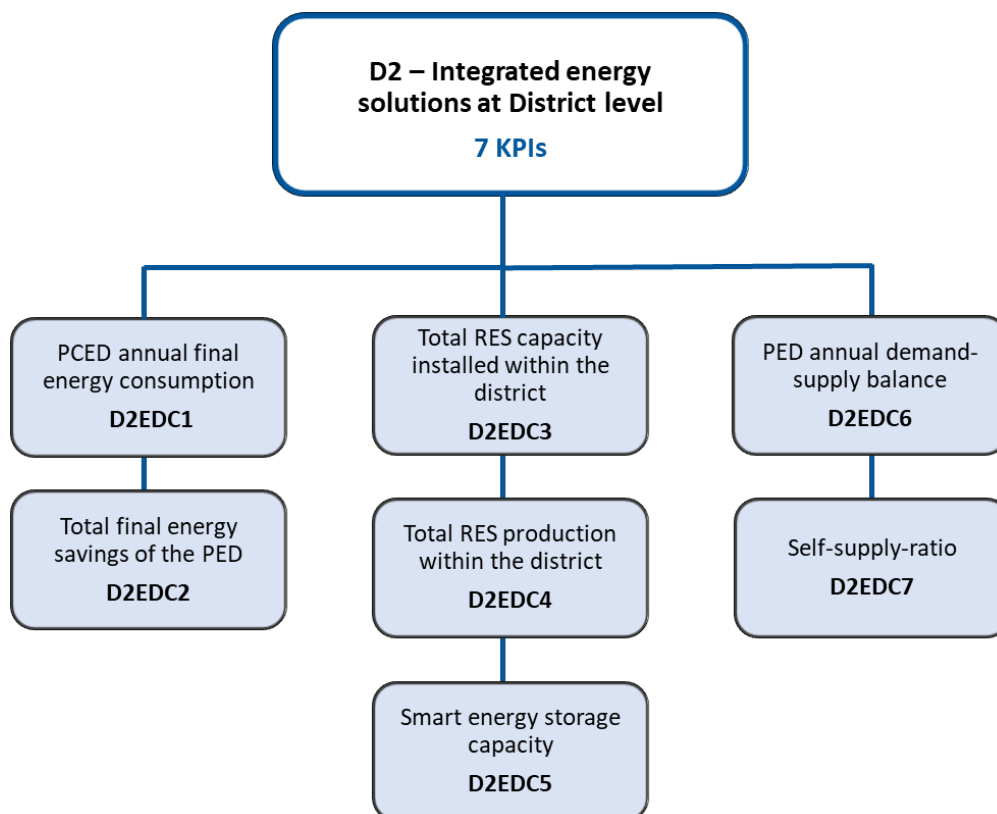 D2 – Integrated energy
solutions at District level
7 KPIs
PCED annual final
energy consumption
D2EDC1
Total final energy
savings of the PED
D2EDC2
Total RES capacity
installed within the
district
D2EDC3
Total RES production
within the district
D2EDC4
Smart energy storage
capacity
D2EDC5
PED annual demand-
supply balance
D2EDC6
Self-supply-ratio
D2EDC7